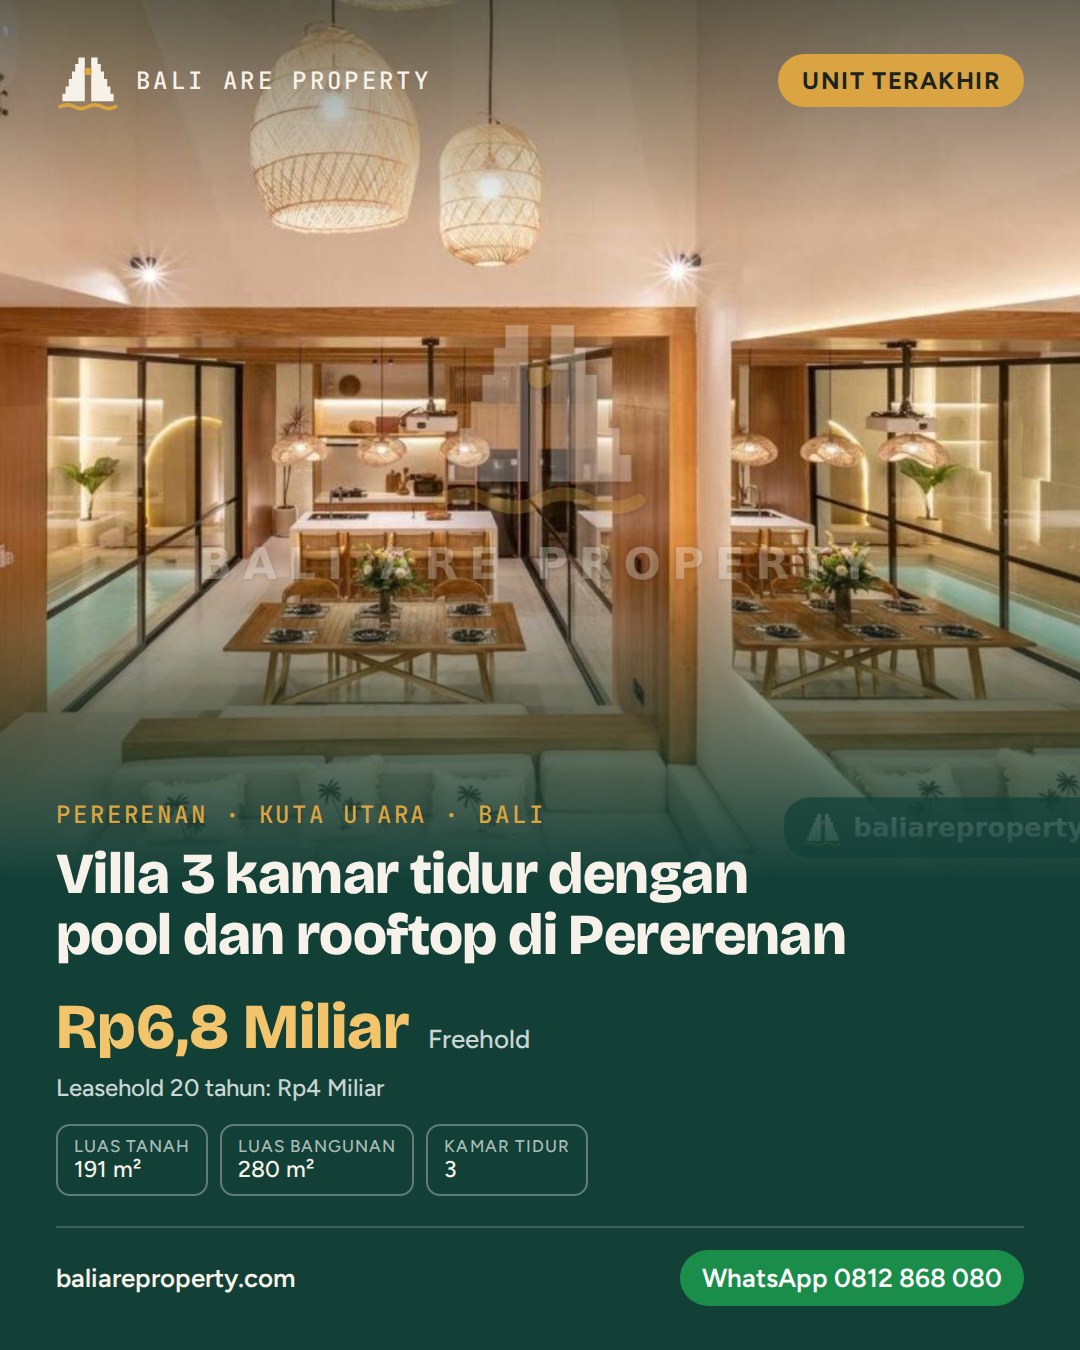 BALI ARE PROPERTY
UNIT TERAKHIR
BALI ARE PROPERTY
PERERENAN · KUTA UTARA · BALI
baliareproperty
Villa 3 kamar tidur dengan
pool dan rooftop di Pererenan
Rp6,8 Miliar Freehold
Leasehold 20 tahun: Rp4 Miliar
LUAS TANAH
191 m²
LUAS BANGUNAN
280 m²
KAMAR TIDUR
3
baliareproperty.com
WhatsApp 0812 868 080